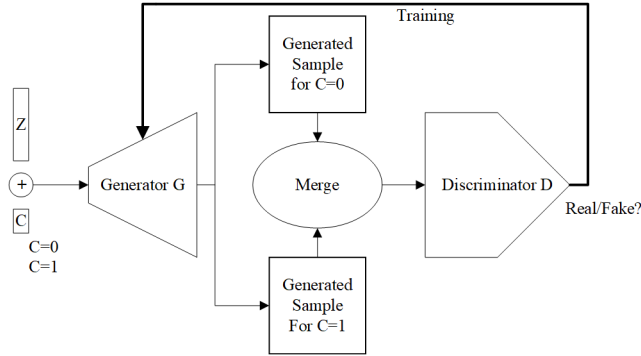 Training
Generated
Sample
for C=0
Z
+
Generator G
Merge
Discriminator D
Real/Fake?
C
C=0
C=1
Generated
Sample
For C=1